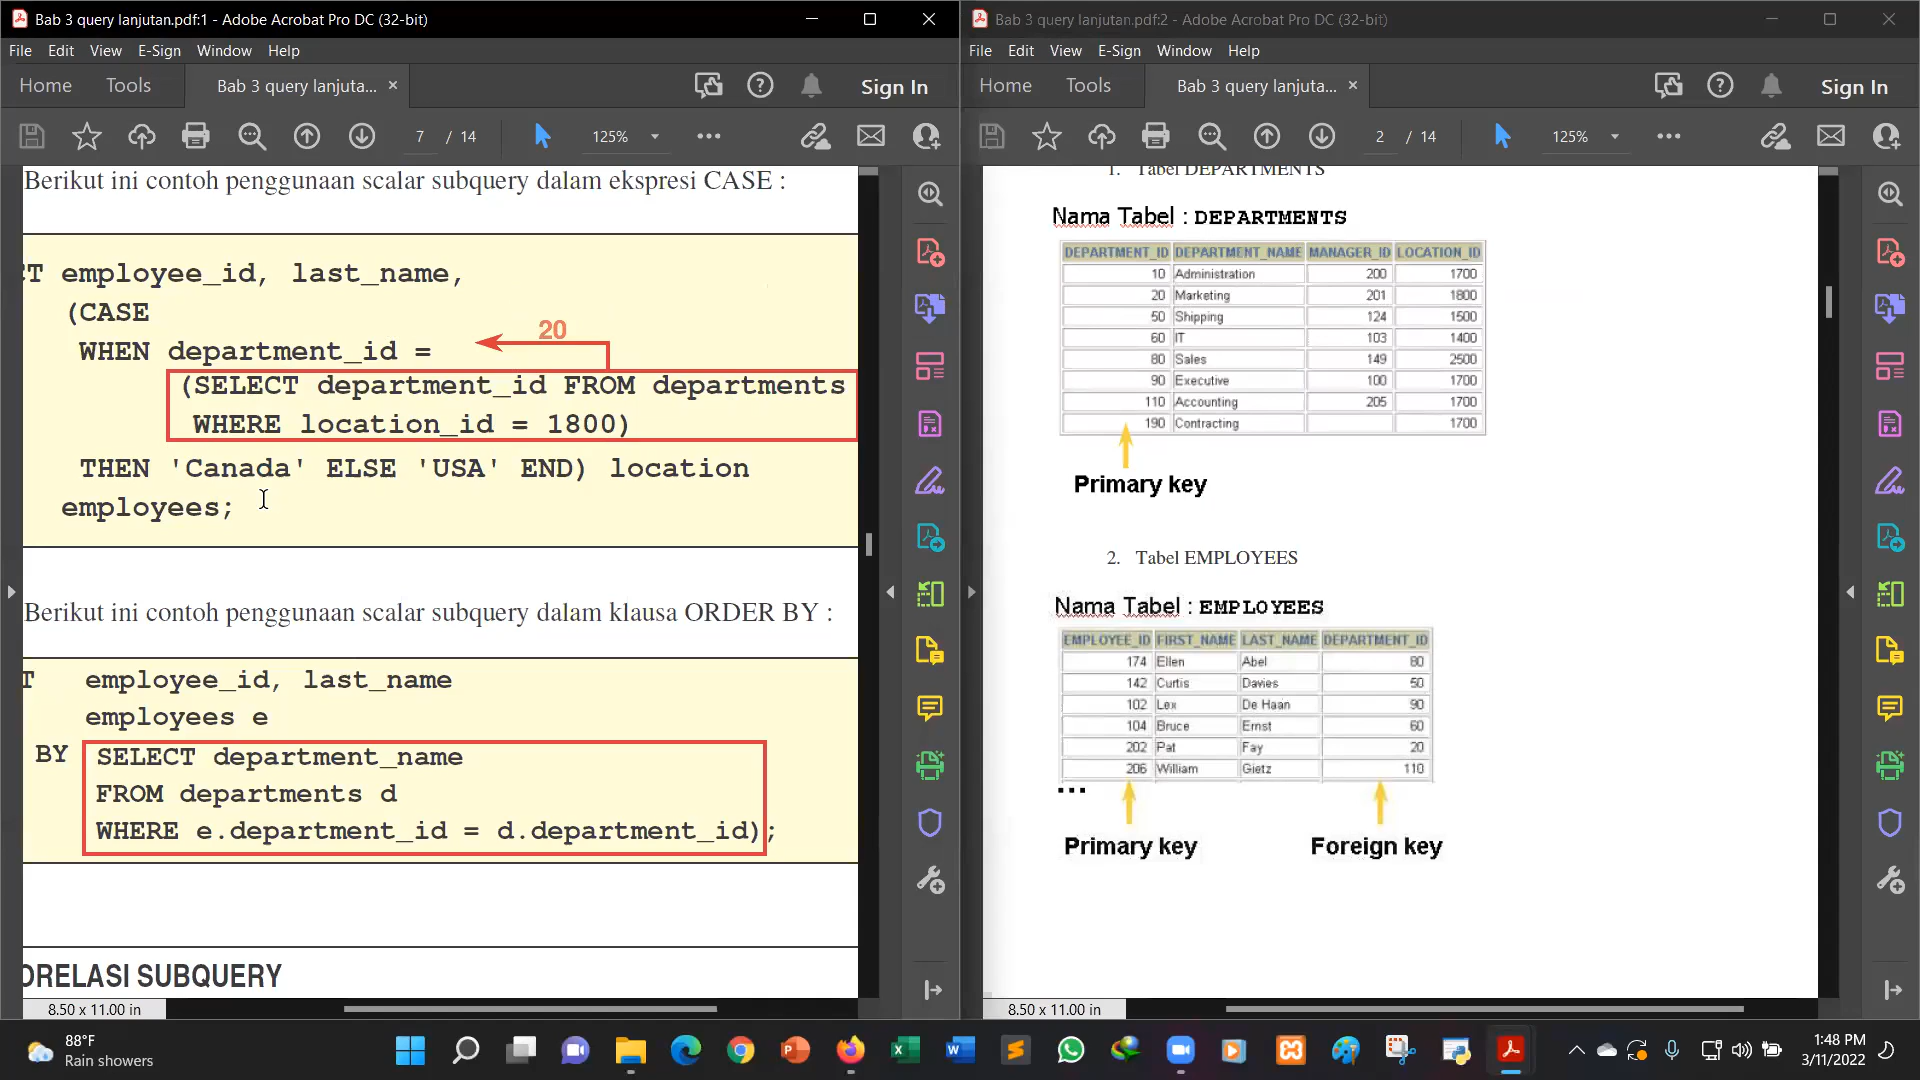 Bab 3 query lanjutan.pdf:1 - Adobe Acrobat Pro DC (32-bit)
File Edit View E-Sign Window Help
Home Tools Bab 3 query lanjuta... × Sign In
7 / 14 125%
Berikut ini contoh penggunaan scalar subquery dalam ekspresi CASE :
CT employee_id, last_name,
(CASE
20
WHEN department_id =
(SELECT department_id FROM departments
WHERE location_id = 1800)
THEN 'Canada' ELSE 'USA' END) location
employees;
Berikut ini contoh penggunaan scalar subquery dalam klausa ORDER BY :
T employee_id, last_name
employees e
BY SELECT department_name
FROM departments d
WHERE e.department_id = d.department_id);
ORELASI SUBQUERY
8.50 x 11.00 in
Bab 3 query lanjutan.pdf:2 - Adobe Acrobat Pro DC (32-bit)
File Edit View E-Sign Window Help
Home Tools Bab 3 query lanjuta... × Sign In
2 / 14 125%
1. Tabel DEPARTMENTS
Nama Tabel : DEPARTMENTS
DEPARTMENT_ID DEPARTMENT_NAME MANAGER_ID LOCATION_ID
10 Administration 200 1700
20 Marketing 201 1800
50 Shipping 124 1500
60 IT 103 1400
80 Sales 149 2500
90 Executive 100 1700
110 Accounting 205 1700
190 Contracting 1700
Primary key
2. Tabel EMPLOYEES
Nama Tabel : EMPLOYEES
EMPLOYEE_ID FIRST_NAME LAST_NAME DEPARTMENT_ID
174 Ellen Abel 80
142 Curtis Davies 50
102 Lex De Haan 90
104 Bruce Ernst 60
202 Pat Fay 20
206 William Gietz 110
...
Primary key Foreign key
8.50 x 11.00 in
88°F
Rain showers
1:48 PM
3/11/2022